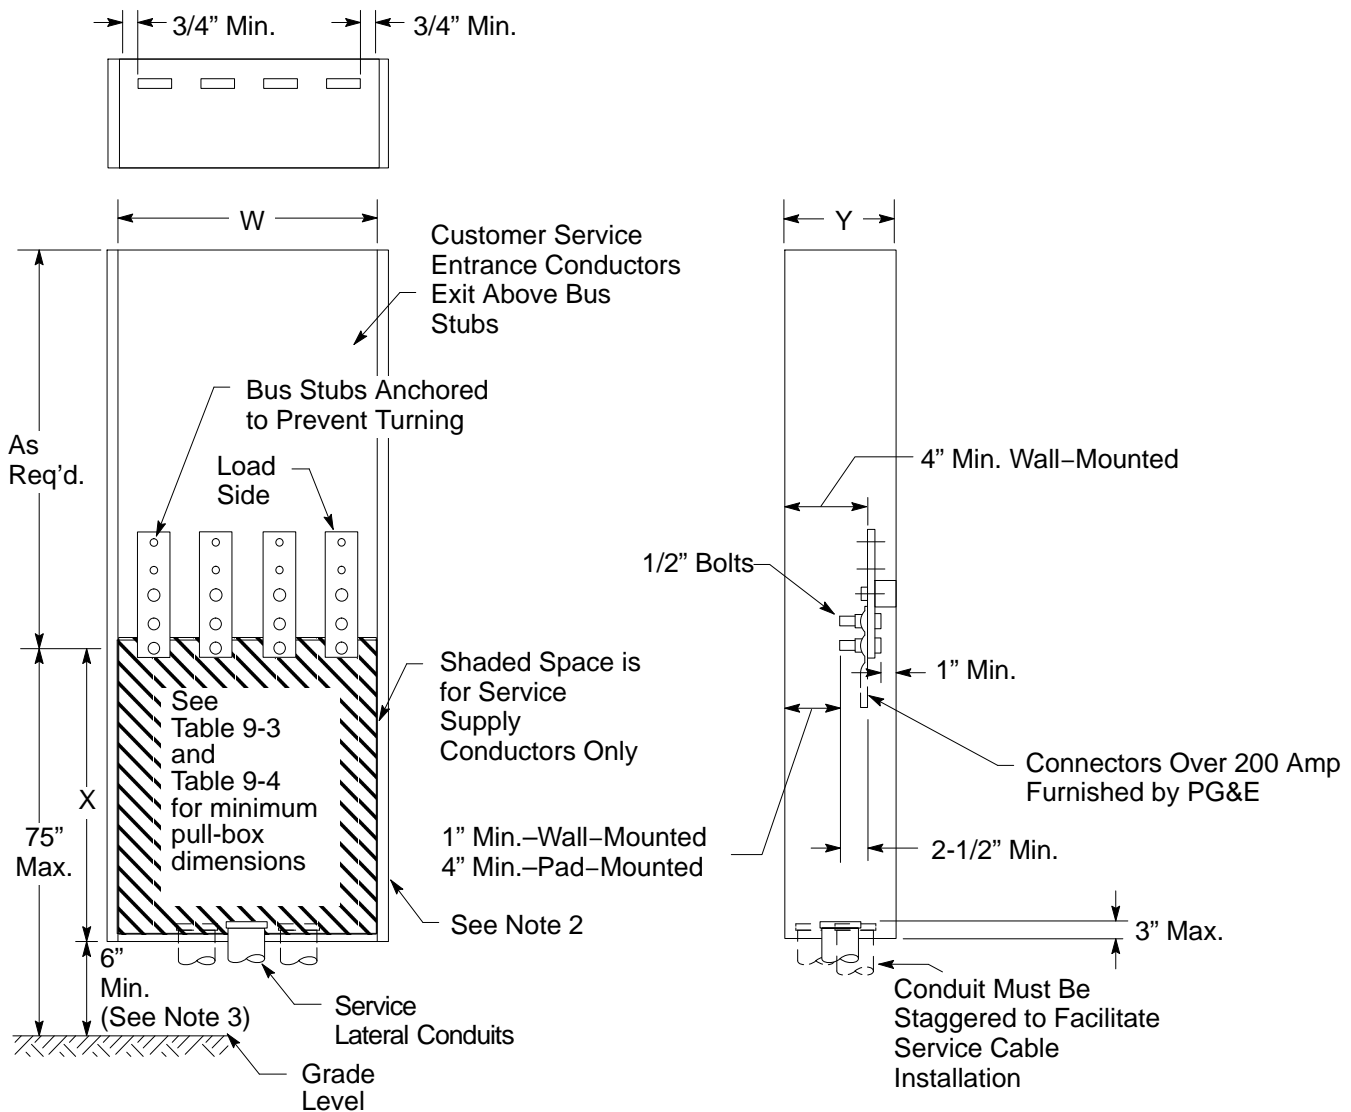 3/4” Min.
3/4” Min.
W
Y
Customer Service
Entrance Conductors
Exit Above Bus
Stubs
Bus Stubs Anchored
to Prevent Turning
As
Req’d.
Load
Side
4” Min. Wall–Mounted
1/2” Bolts
Shaded Space is
for Service
Supply
Conductors Only
1” Min.
See
Table 9-3
and
Table 9-4
for minimum
pull-box
dimensions
X
75”
Max.
Connectors Over 200 Amp
Furnished by PG&E
1” Min.–Wall–Mounted
4” Min.–Pad–Mounted
2-1/2” Min.
See Note 2
3” Max.
6”
Min.
(See Note 3)
Service
Lateral Conduits
Conduit Must Be
Staggered to Facilitate
Service Cable
Installation
Grade
Level